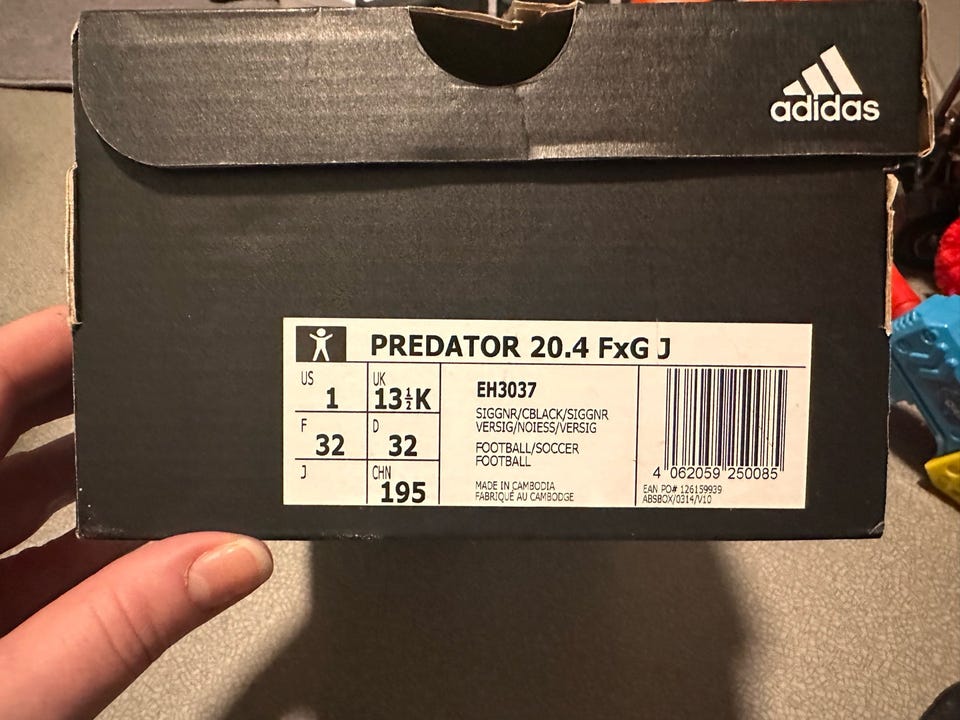 adidas
PREDATOR 20.4 FxG J
US
1
UK
13½K
F
32
D
32
J
CHN
195
EH3037
SIGGNR/CBLACK/SIGGNR
VERSIG/NOIESS/VERSIG
FOOTBALL/SOCCER
FOOTBALL
MADE IN CAMBODIA
FABRIQUÉ AU CAMBODGE
4 062059 250085
EAN PO# 126159939
ABSBOX/0314/V10